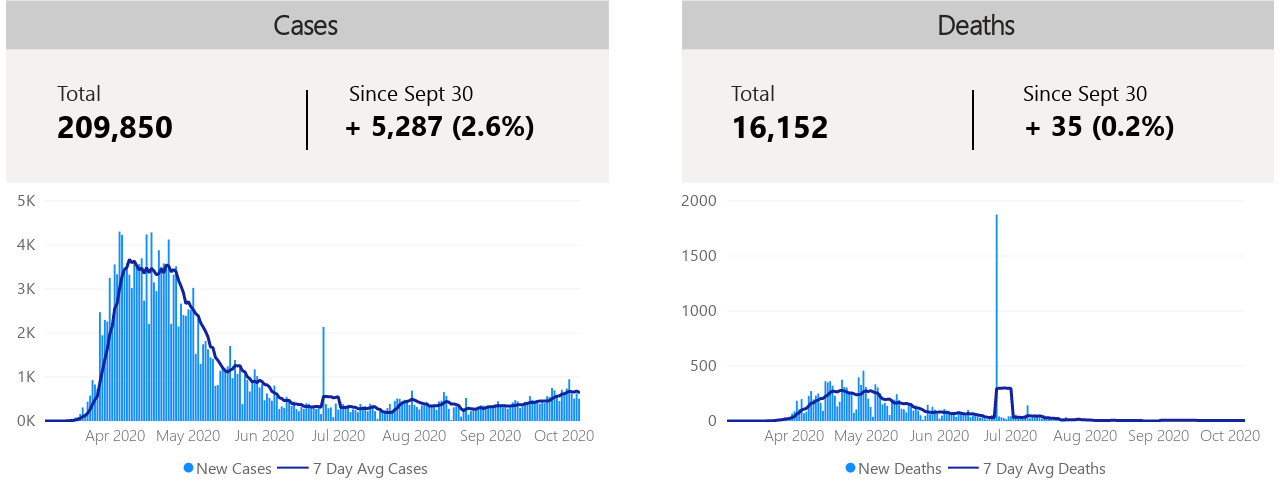 Cases
Total
209,850
Since Sept 30
+ 5,287 (2.6%)
5K
4K
3K
2K
1K
0K
Apr 2020 May 2020 Jun 2020 Jul 2020 Aug 2020 Sep 2020 Oct 2020
New Cases 7 Day Avg Cases
Deaths
Total
16,152
Since Sept 30
+ 35 (0.2%)
2000
1500
1000
500
0
Apr 2020 May 2020 Jun 2020 Jul 2020 Aug 2020 Sep 2020 Oct 2020
New Deaths 7 Day Avg Deaths